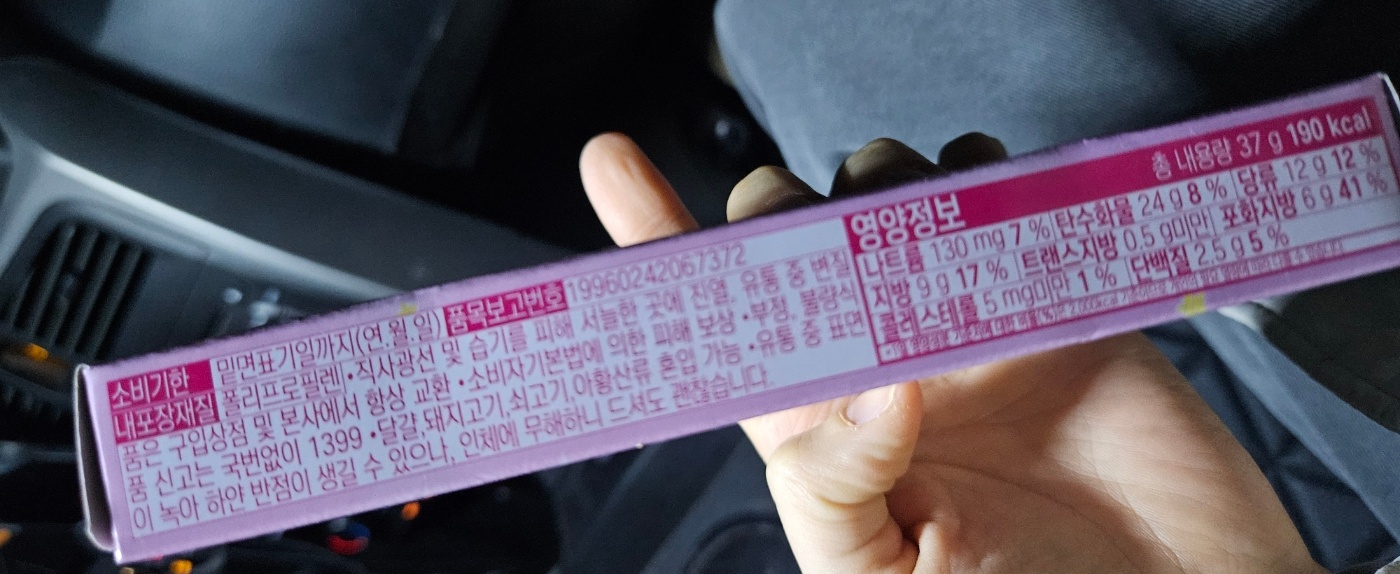 소비기한 밑면표기일까지(연.월.일) 품목보고번호 19960242067372
내포장재질 폴리프로필렌•직사광선 및 습기를 피해 서늘한 곳에 진열, 유통 중 변질
품은 구입상점 및 본사에서 항상 교환 •소비자기본법에 의한 피해 보상 •부정, 불량식
품 신고는 국번없이 1399 •달걀, 돼지고기, 쇠고기, 아황산류 혼입 가능 •유통 중 표면
이 녹아 하얀 반점이 생길 수 있으나, 인체에 무해하니 드셔도 괜찮습니다.
영양정보 총 내용량 37 g 190 kcal
나트륨 130 mg 7 % 탄수화물 24 g 8 % 당류 12 g 12 %
지방 9 g 17 % 트랜스지방 0.5 g미만 포화지방 6 g 41 %
콜레스테롤 5 mg미만 1 % 단백질 2.5 g 5 %